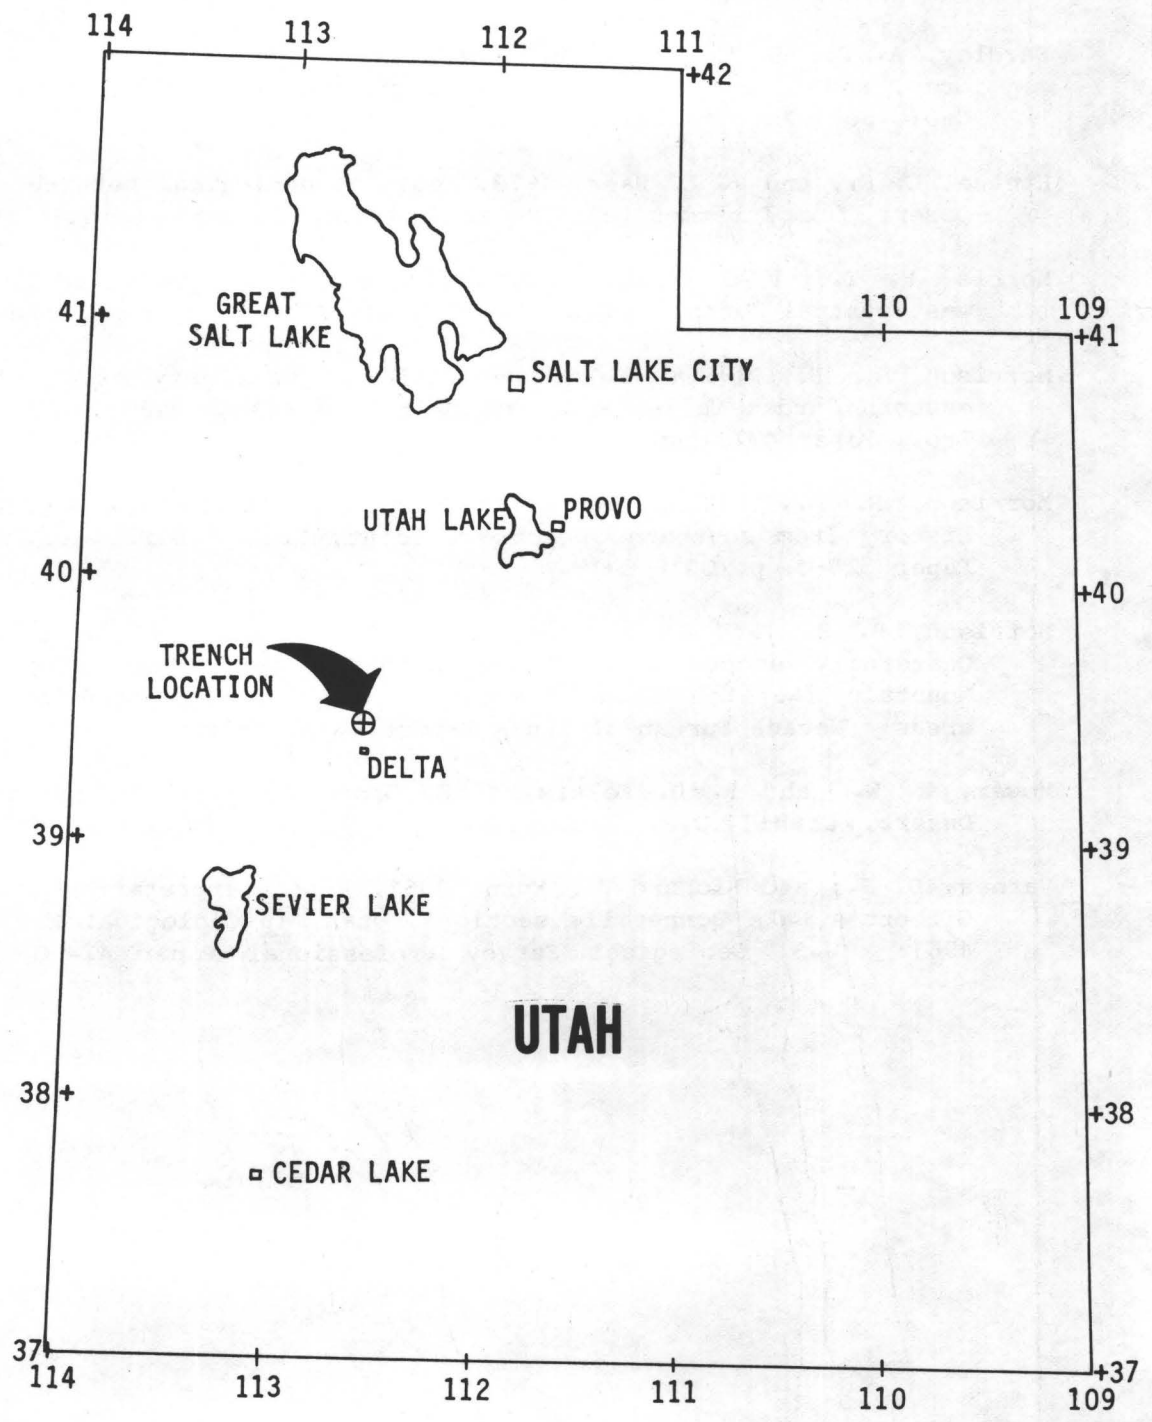 114 113 112 111
+42
GREAT
SALT LAKE
41+
110 109
+41
SALT LAKE CITY
UTAH LAKE
PROVO
40+
+40
TRENCH
LOCATION
DELTA
39+
+39
SEVIER LAKE
UTAH
38+
+38
CEDAR LAKE
37
+37
114 113 112 111 110 109